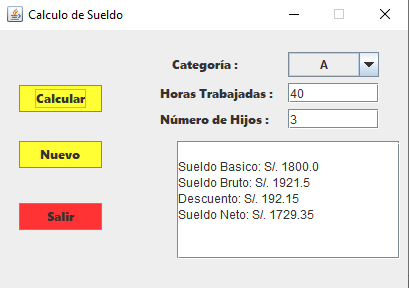 Calculo de Sueldo
Categoría :
A
Calcular
Horas Trabajadas :
40
Número de Hijos :
3
Nuevo
Sueldo Basico: S/. 1800.0
Sueldo Bruto: S/. 1921.5
Descuento: S/. 192.15
Sueldo Neto: S/. 1729.35
Salir